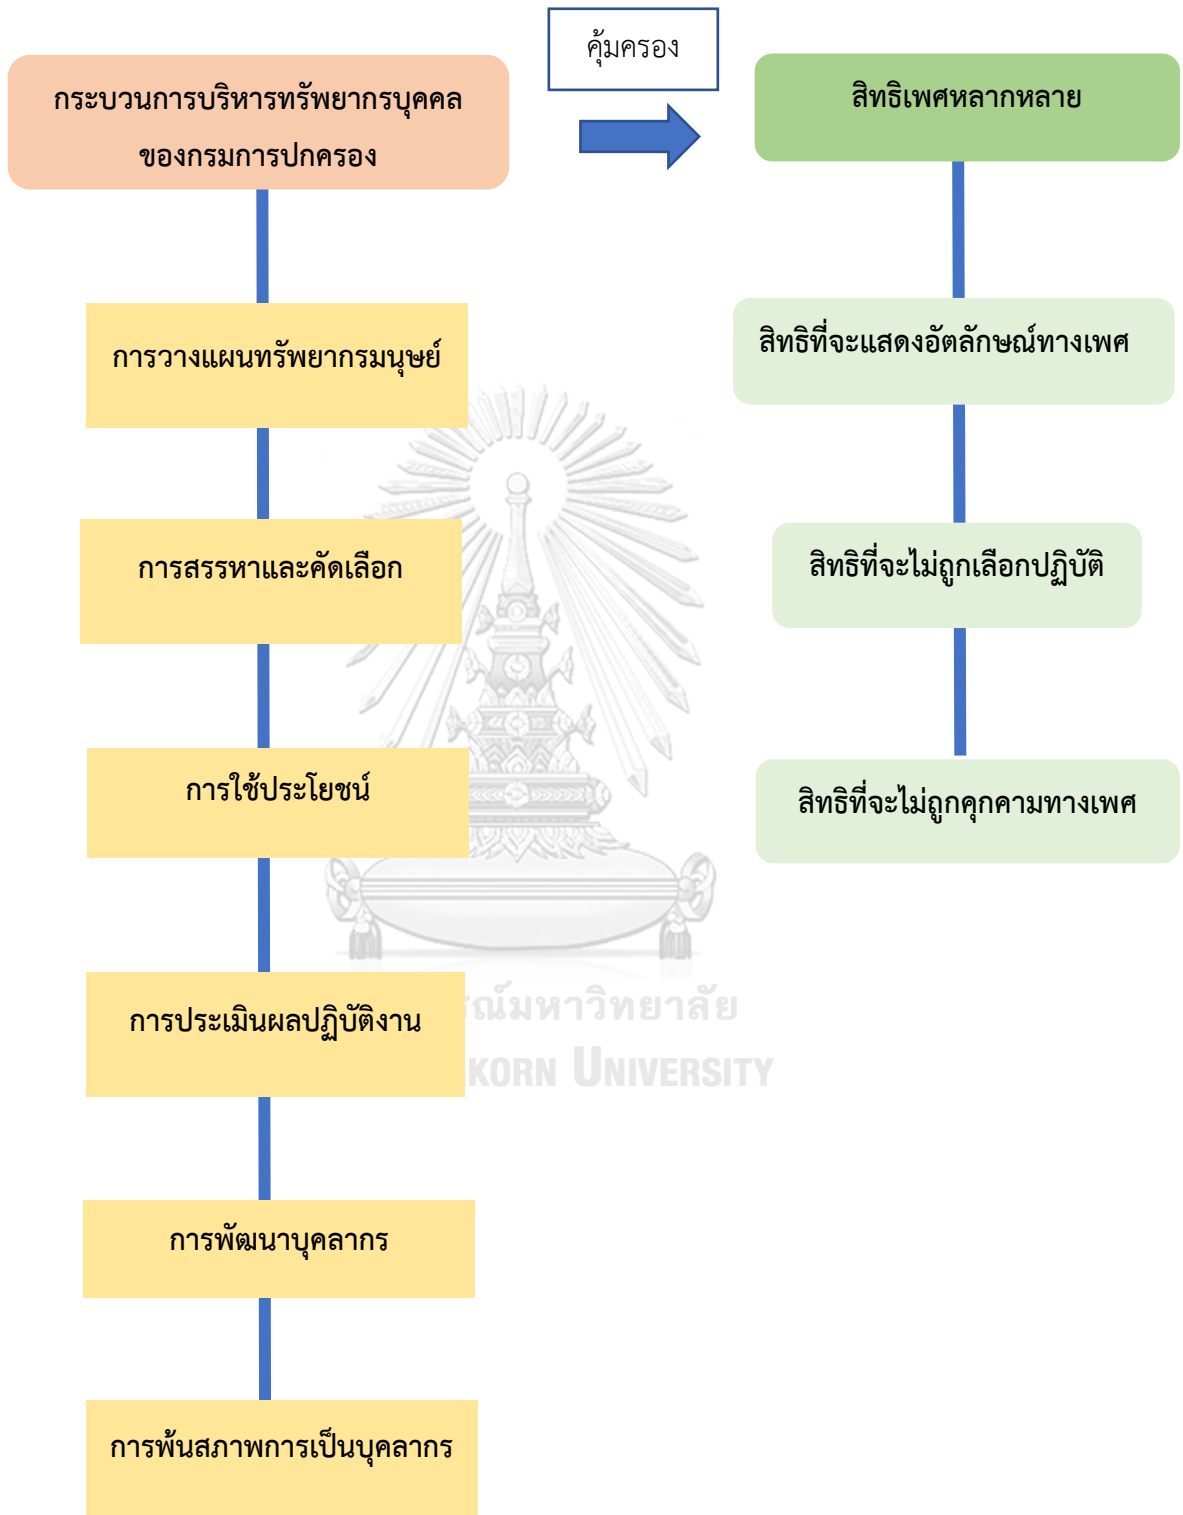 คุ้มครอง
กระบวนการบริหารทรัพยากรบุคคล
ของกรมการปกครอง
สิทธิเพศหลากหลาย
การวางแผนทรัพยากรมนุษย์
การสรรหาและคัดเลือก
การใช้ประโยชน์
การประเมินผลปฏิบัติงาน
การพัฒนาบุคลากร
การพ้นสภาพการเป็นบุคลากร
สิทธิที่จะแสดงอัตลักษณ์ทางเพศ
สิทธิที่จะไม่ถูกเลือกปฏิบัติ
สิทธิที่จะไม่ถูกคุกคามทางเพศ
รณ์มหาวิทยาลัย
KORN UNIVERSITY